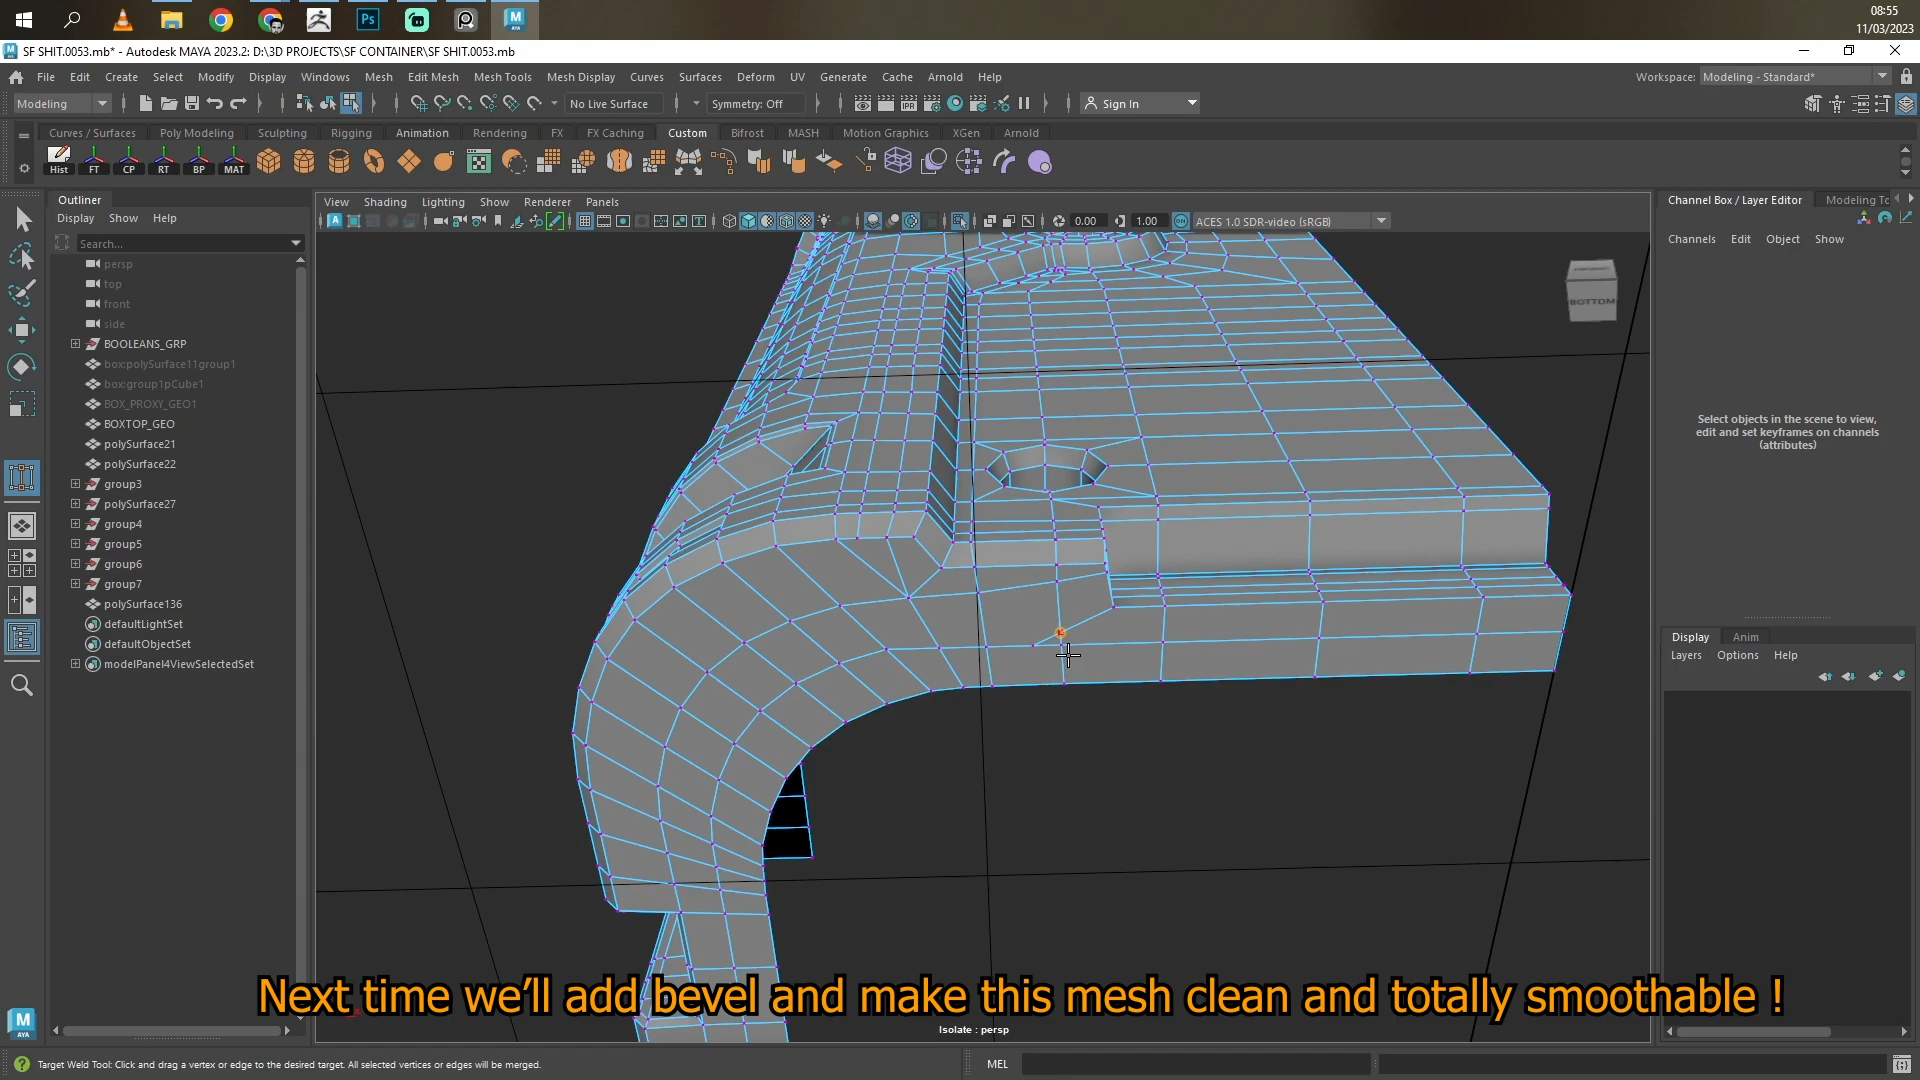 08:55
11/03/2023
SF SHIT.0053.mb* - Autodesk MAYA 2023.2: D:\3D PROJECTS\SF CONTAINER\SF SHIT.0053.mb
File Edit Create Select Modify Display Windows Mesh Edit Mesh Mesh Tools Mesh Display Curves Surfaces Deform UV Generate Cache Arnold Help
Workspace: Modeling - Standard*
Modeling
No Live Surface
Symmetry: Off
Sign In
Curves / Surfaces Poly Modeling Sculpting Rigging Animation Rendering FX FX Caching Custom Bifrost MASH Motion Graphics XGen Arnold
Hist FT CP RT BP MAT
Outliner
Display Show Help
Search...
persp
top
front
side
BOOLEANS_GRP
box:polySurface11group1
box:group1pCube1
BOX_PROXY_GEO1
BOXTOP_GEO
polySurface21
polySurface22
group3
polySurface27
group4
group5
group6
group7
polySurface136
defaultLightSet
defaultObjectSet
modelPanel4ViewSelectedSet
View Shading Lighting Show Renderer Panels
0.00
1.00
ACES 1.0 SDR-video (sRGB)
BOTTOM
Channel Box / Layer Editor
Modeling To
Channels Edit Object Show
Select objects in the scene to view,
edit and set keyframes on channels
(attributes)
Display Anim
Layers Options Help
Next time we'll add bevel and make this mesh clean and totally smoothable !
Isolate : persp
Target Weld Tool: Click and drag a vertex or edge to the desired target. All selected vertices or edges will be merged.
MEL